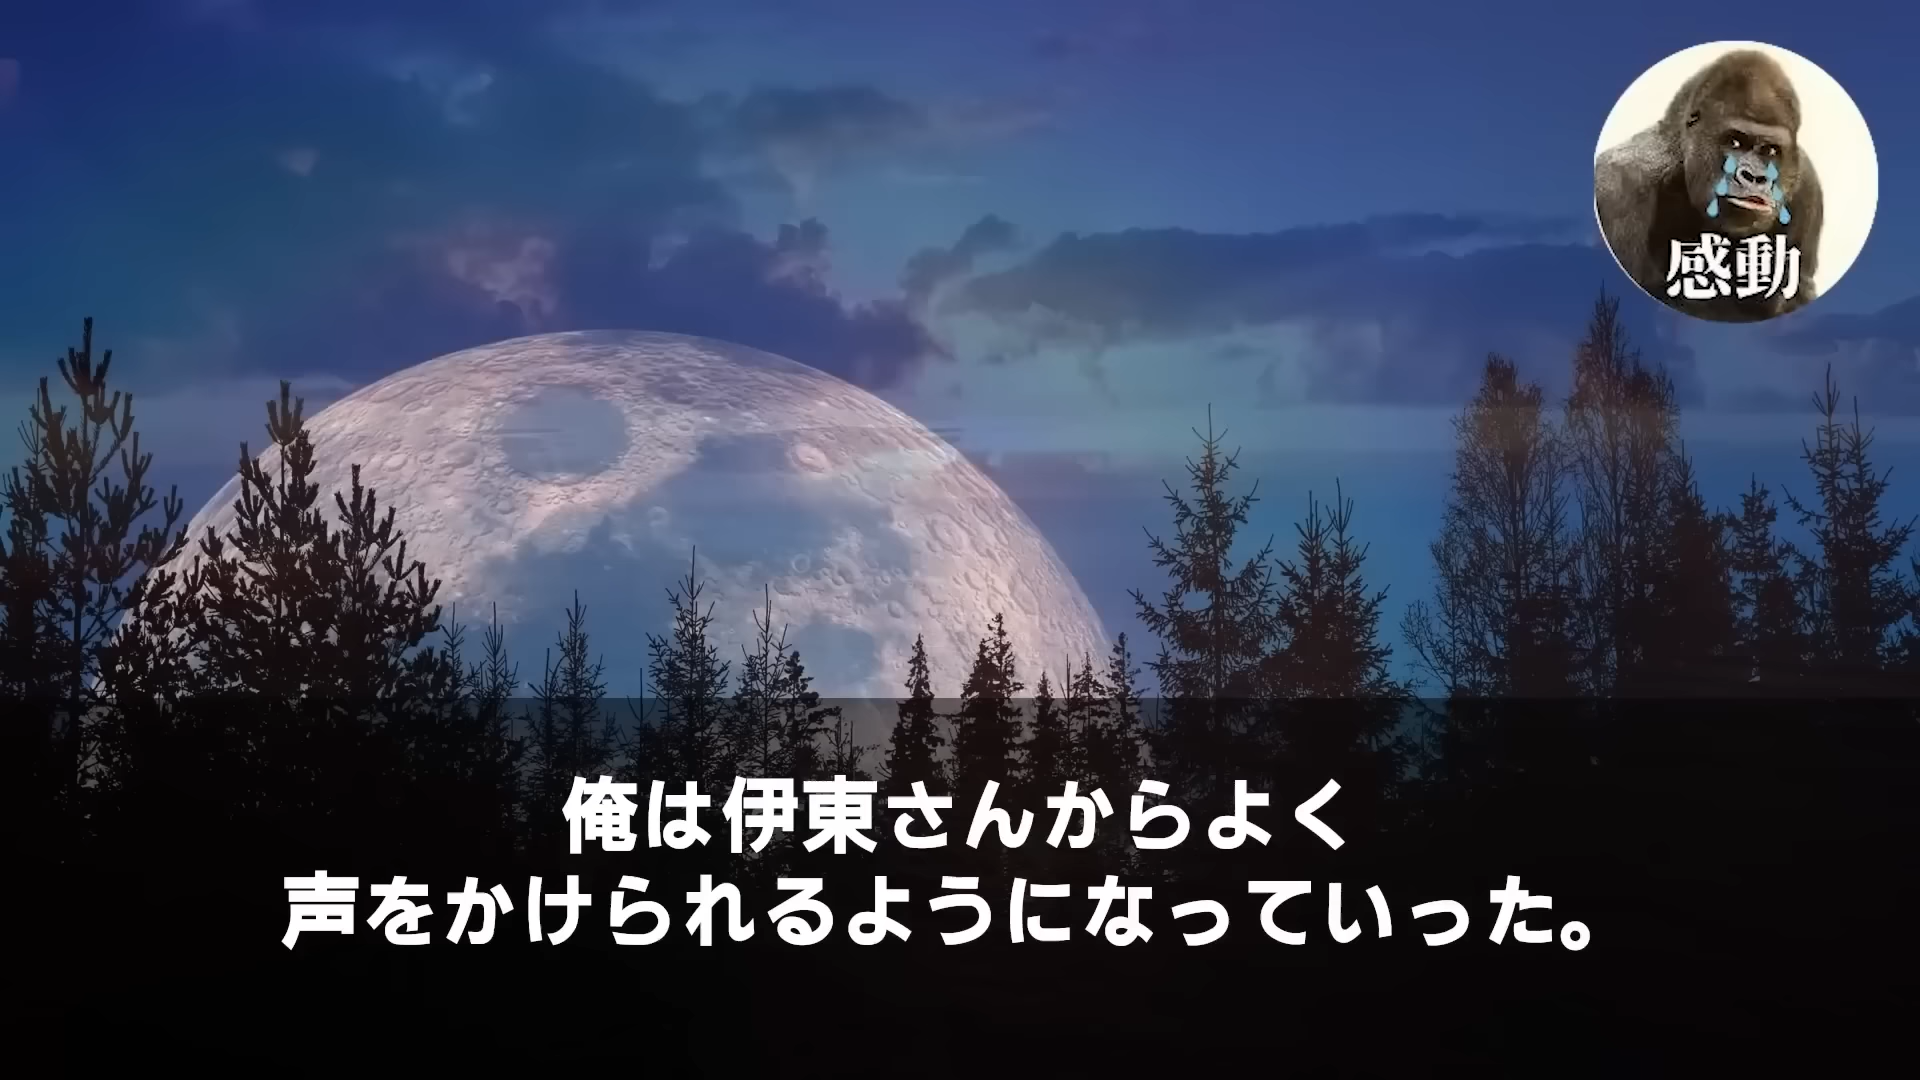 感動
俺は伊東さんからよく
声をかけられるようになっていった。